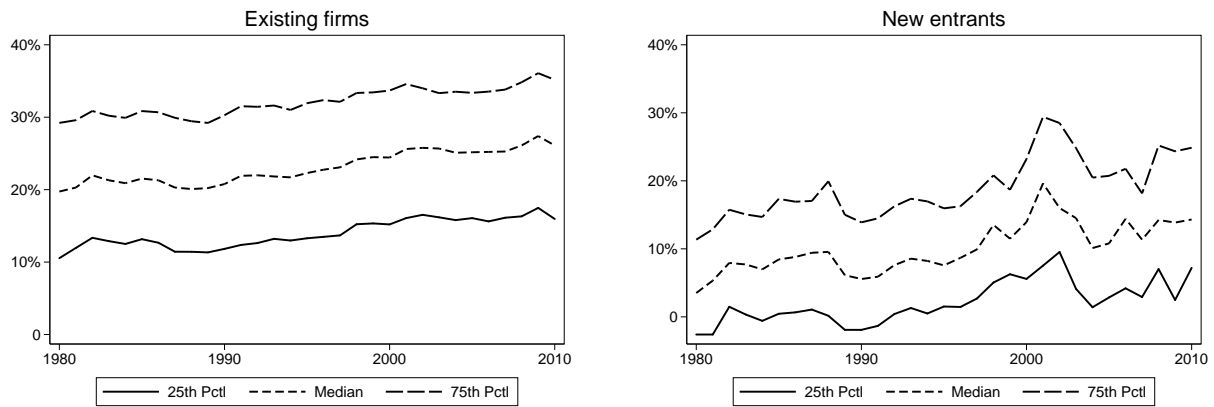 Existing firms
40%
30%
20%
10%
0
1980
1990
2000
2010
25th Pctl
Median
75th Pctl
New entrants
40%
30%
20%
10%
0
1980
1990
2000
2010
25th Pctl
Median
75th Pctl